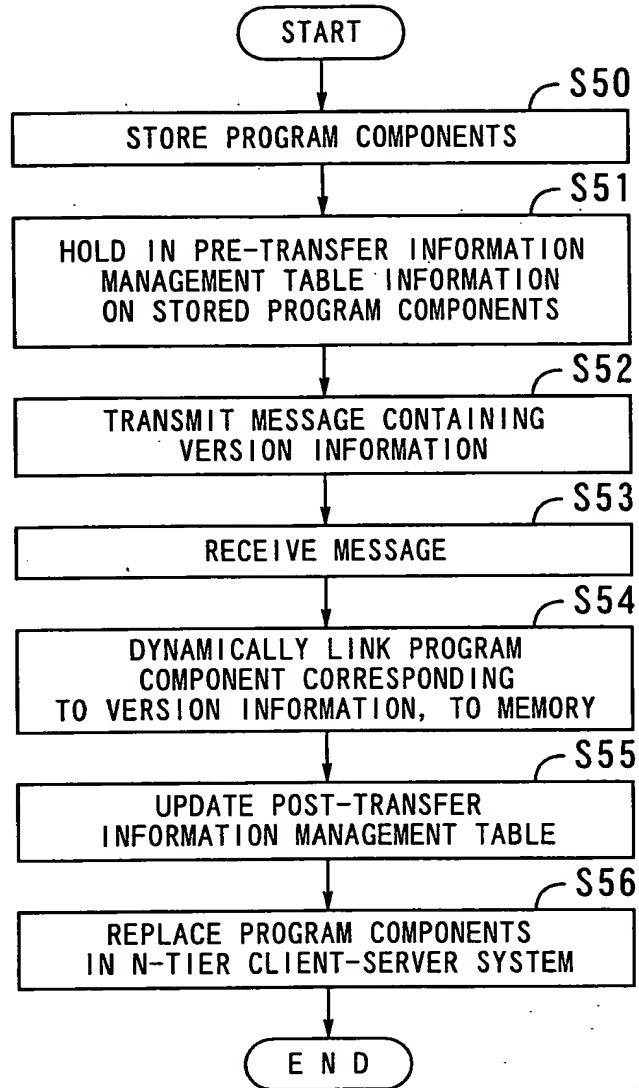 START
S50
STORE PROGRAM COMPONENTS
S51
HOLD IN PRE-TRANSFER INFORMATION
MANAGEMENT TABLE INFORMATION
ON STORED PROGRAM COMPONENTS
S52
TRANSMIT MESSAGE CONTAINING
VERSION INFORMATION
S53
RECEIVE MESSAGE
S54
DYNAMICALLY LINK PROGRAM
COMPONENT CORRESPONDING
TO VERSION INFORMATION, TO MEMORY
S55
UPDATE POST-TRANSFER
INFORMATION MANAGEMENT TABLE
S56
REPLACE PROGRAM COMPONENTS
IN N-TIER CLIENT-SERVER SYSTEM
E N D